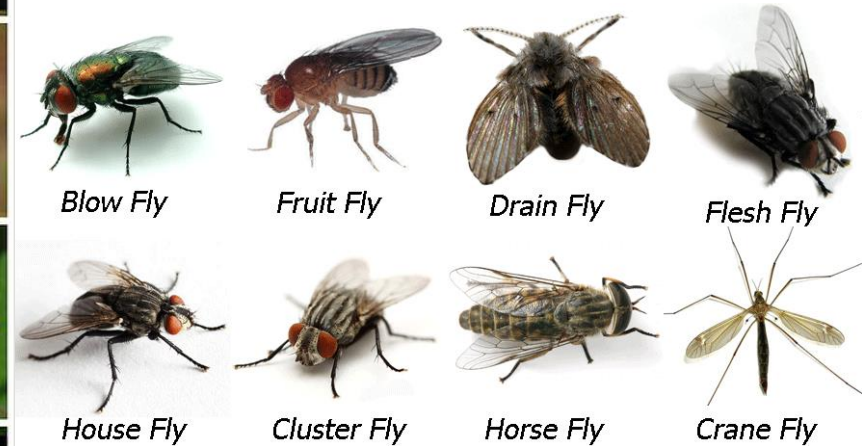 Blow Fly
Fruit Fly
Drain Fly
Flesh Fly
House Fly
Cluster Fly
Horse Fly
Crane Fly